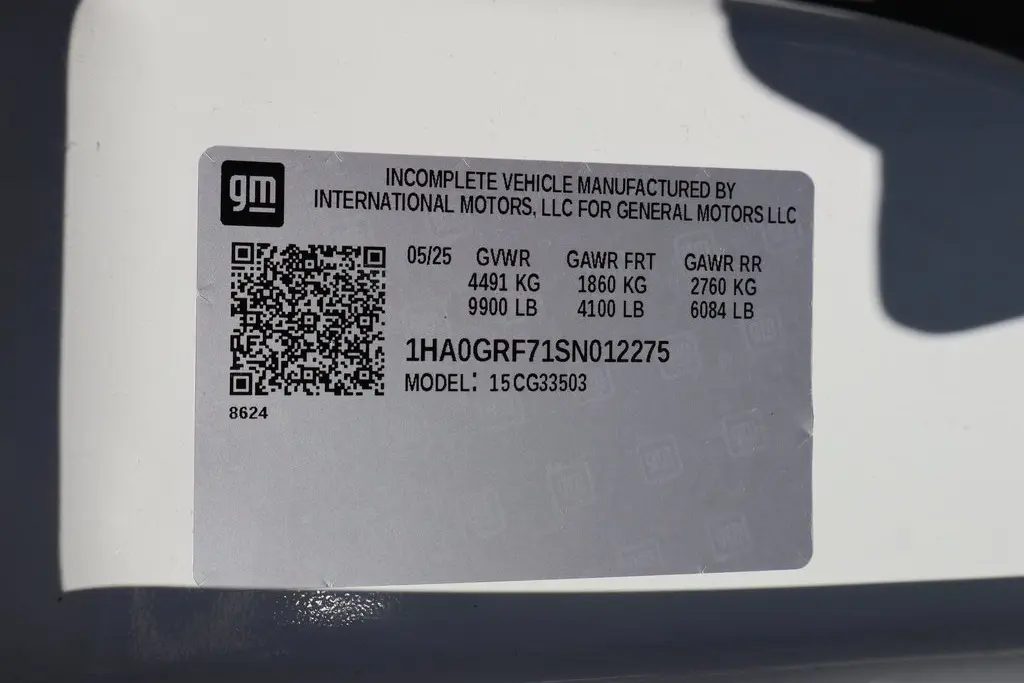 gm
INCOMPLETE VEHICLE MANUFACTURED BY
INTERNATIONAL MOTORS, LLC FOR GENERAL MOTORS LLC
05/25 GVWR GAWR FRT GAWR RR
4491 KG 1860 KG 2760 KG
9900 LB 4100 LB 6084 LB
1HA0GRF71SN012275
MODEL: 15CG33503
8624